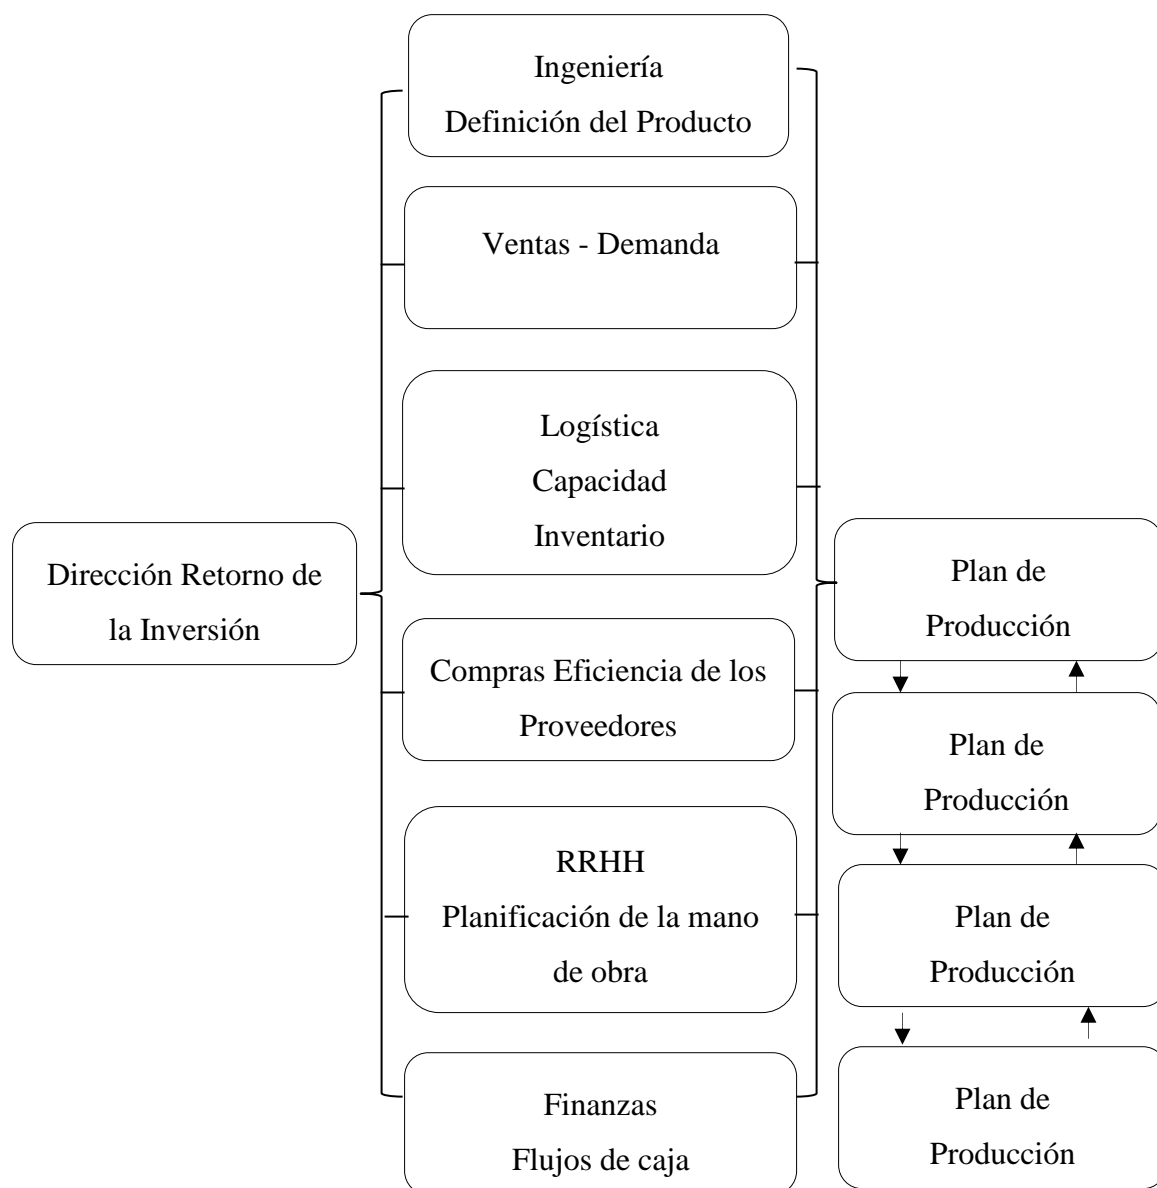 Ingeniería
Definición del Producto
Ventas - Demanda
Logística
Capacidad
Inventario
Dirección Retorno de
la Inversión
Plan de
Producción
Compras Eficiencia de los
Proveedores
Plan de
Producción
RRHH
Planificación de la mano
de obra
Plan de
Producción
Finanzas
Flujos de caja
Plan de
Producción